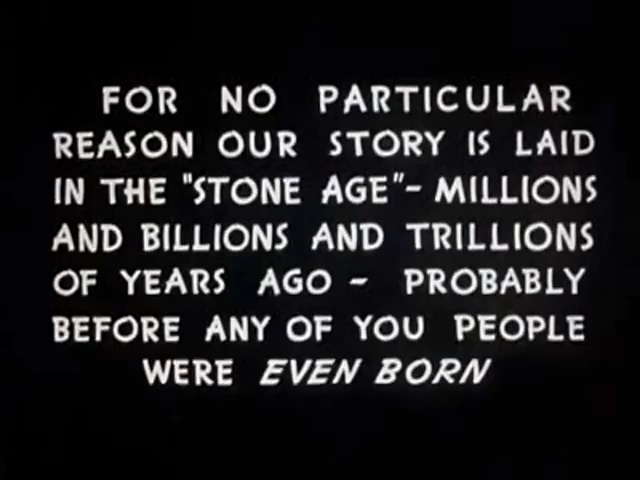 FOR NO PARTICULAR
REASON OUR STORY IS LAID
IN THE "STONE AGE"- MILLIONS
AND BILLIONS AND TRILLIONS
OF YEARS AGO - PROBABLY
BEFORE ANY OF YOU PEOPLE
WERE EVEN BORN